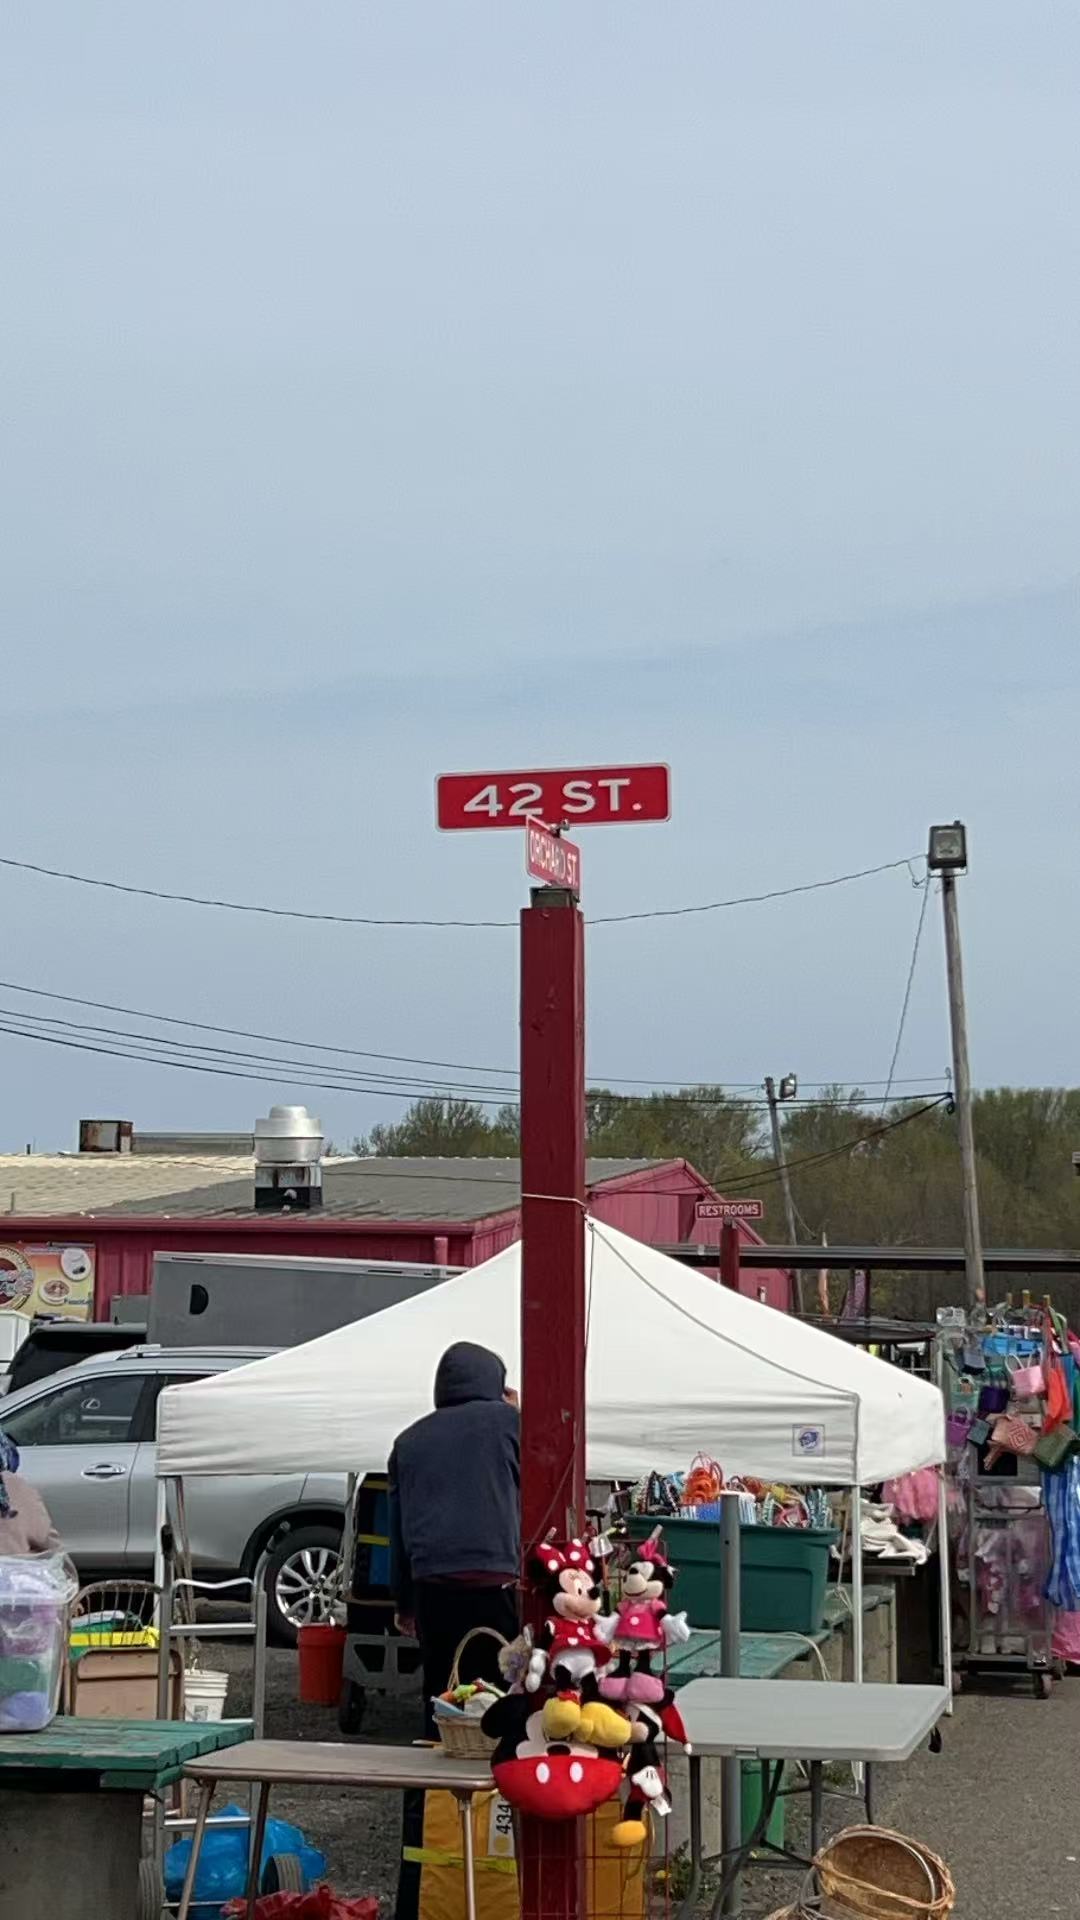 42 ST.
ORCHARD ST.
RESTROOMS
434